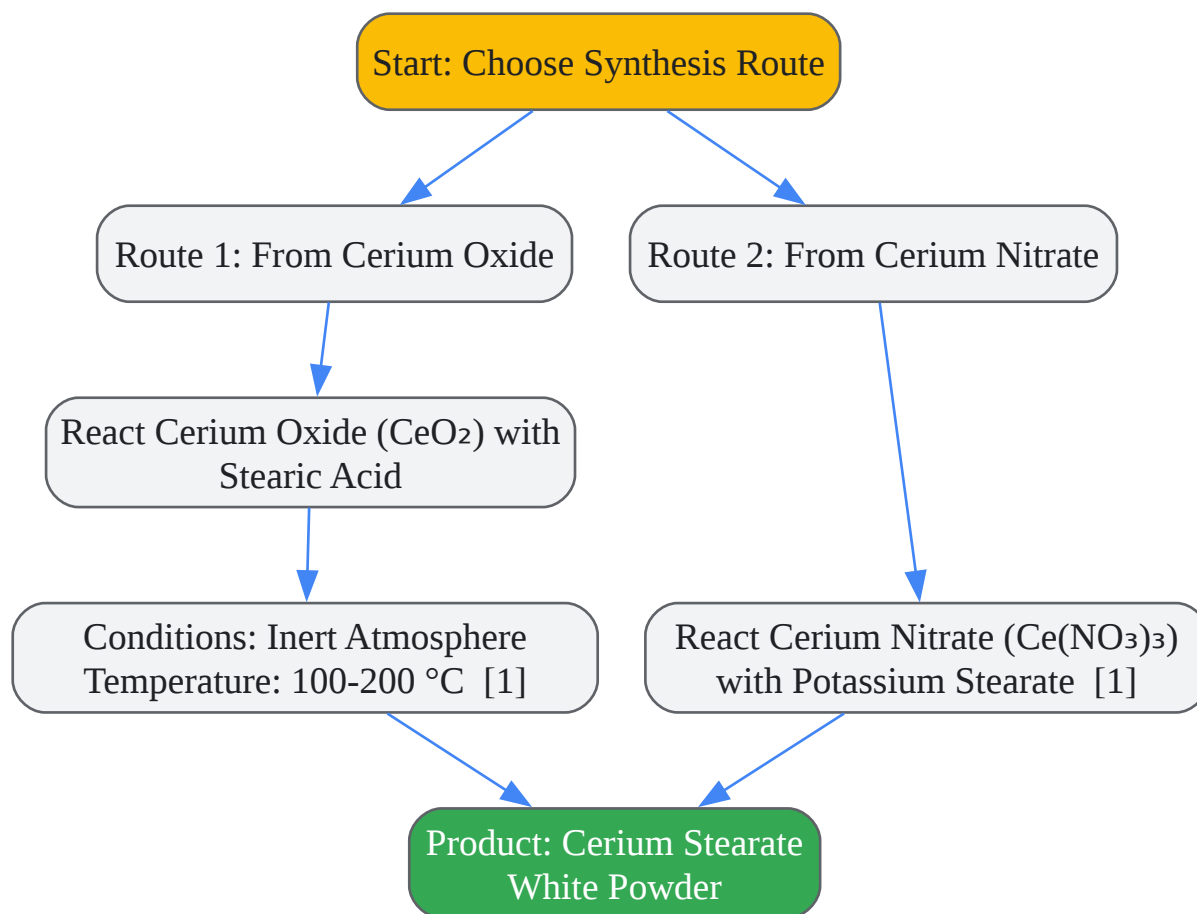 Start: Choose Synthesis Route
Route 1: From Cerium Oxide
Route 2: From Cerium Nitrate
React Cerium Oxide (CeO₂) with
Stearic Acid
Conditions: Inert Atmosphere
Temperature: 100-200 °C  [1]
React Cerium Nitrate (Ce(NO₃)₃)
with Potassium Stearate  [1]
Product: Cerium Stearate
White Powder